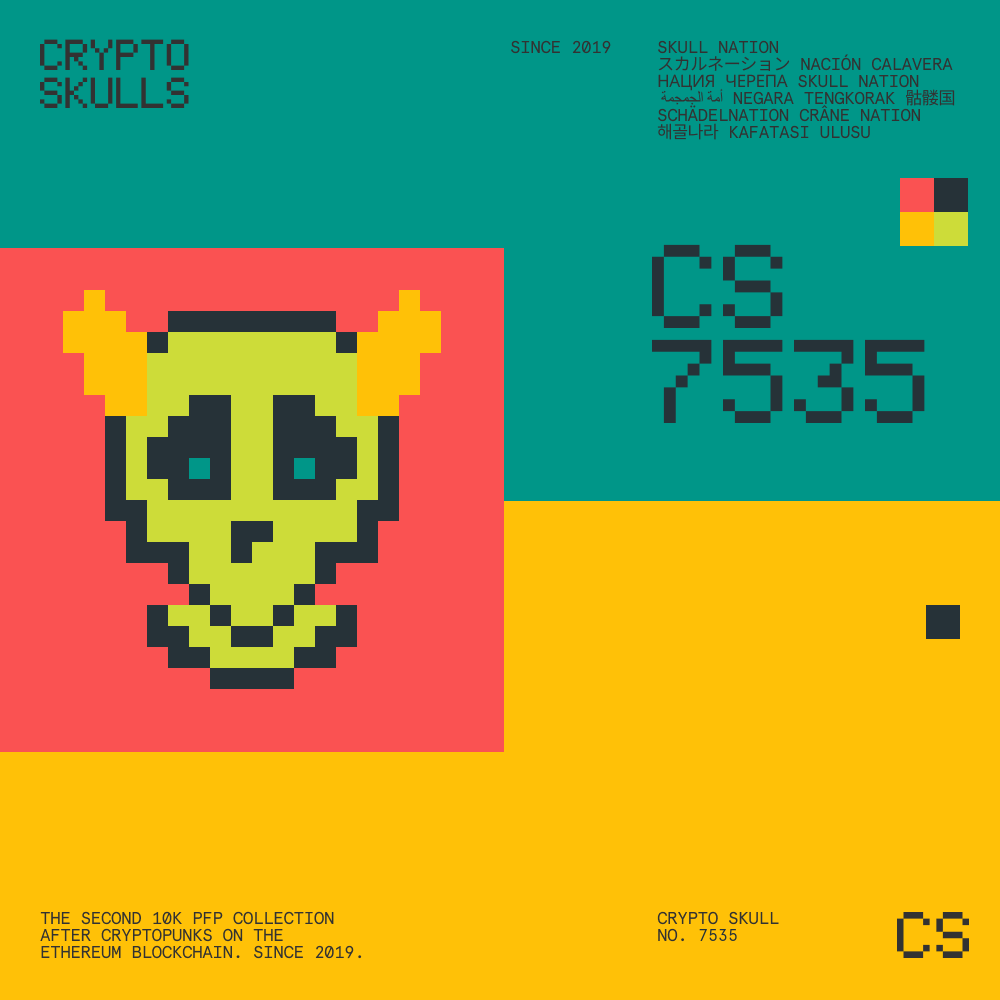 CRYPTO
SKULLS
SINCE 2019
SKULL NATION
スカルネーション NACIÓN CALAVERA
НАЦИЯ ЧЕРЕПА SKULL NATION
أمة الجمجمة NEGARA TENGKORAK 骷髅国
SCHÄDELNATION CRÂNE NATION
해골나라 KAFATASI ULUSU
CS
7535
THE SECOND 10K PFP COLLECTION
AFTER CRYPTOPUNKS ON THE
ETHEREUM BLOCKCHAIN. SINCE 2019.
CRYPTO SKULL
NO. 7535
CS